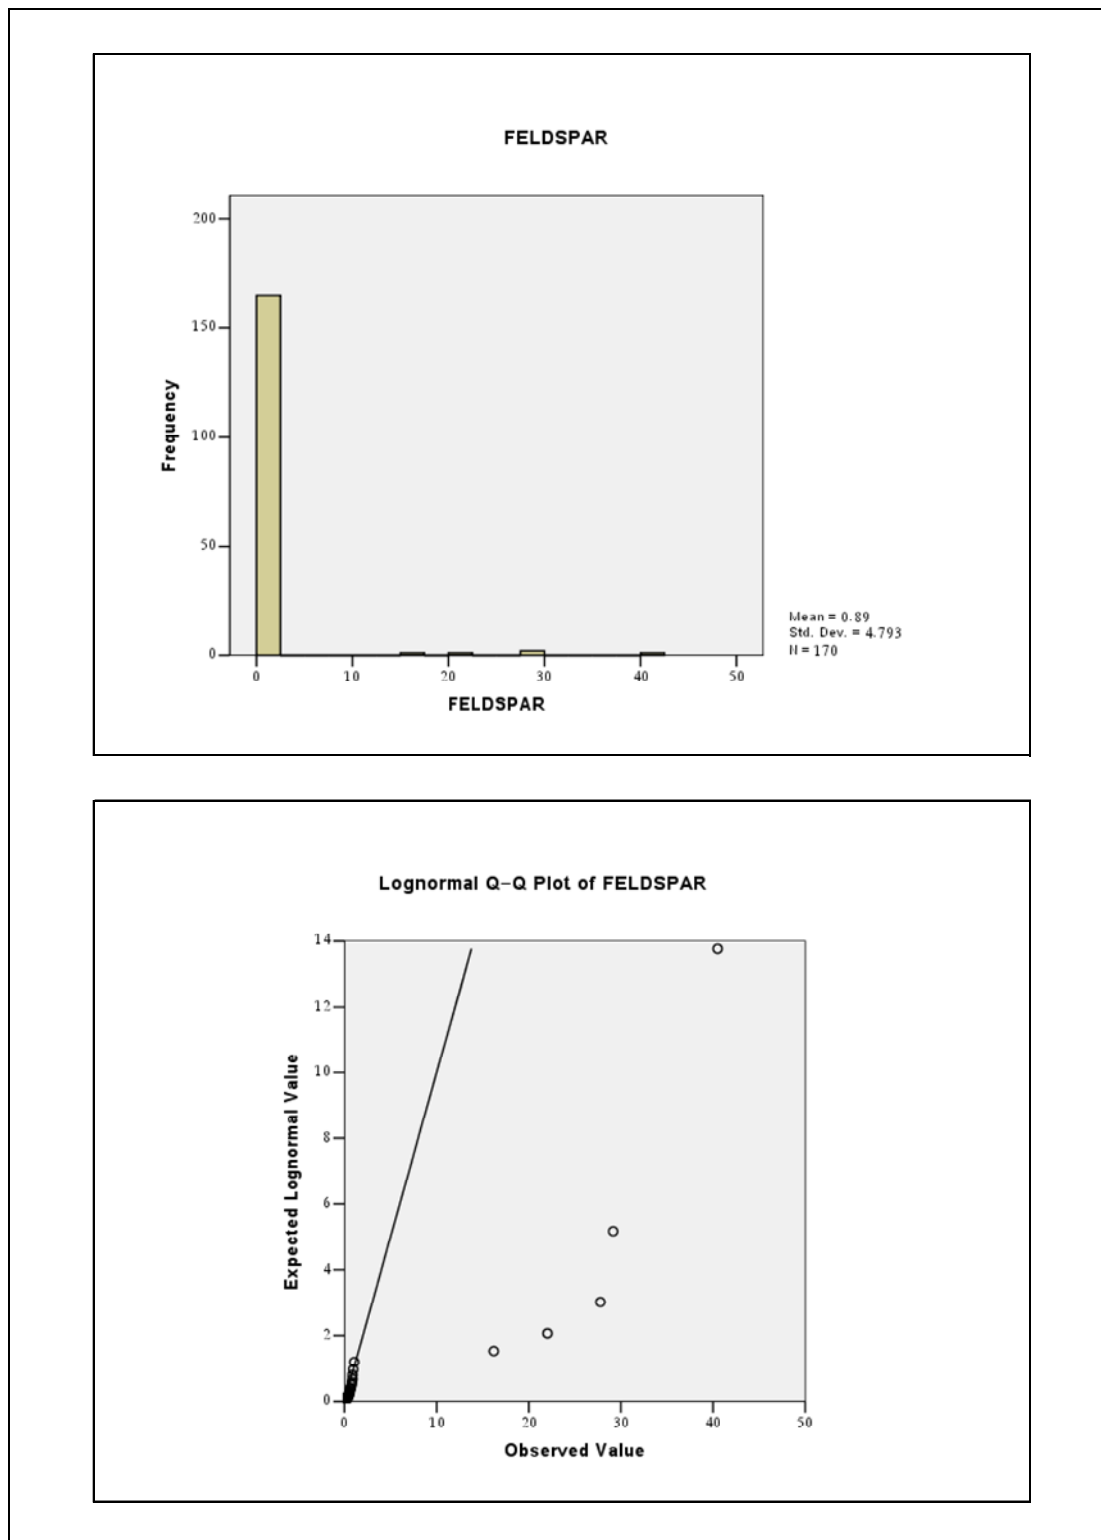 FELDSPAR
200
150
100
50
0
Frequency
0 10 20 30 40 50
FELDSPAR
Mean = 0.89
Std. Dev. = 4.793
N = 170
Lognormal Q-Q Plot of FELDSPAR
14
12
10
8
6
4
2
0
Expected Lognormal Value
0 10 20 30 40 50
Observed Value